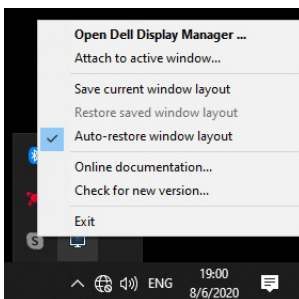 Open Dell Display Manager ...
Attach to active window...
Save current window layout
Restore saved window layout
Auto-restore window layout
Online documentation...
Check for new version...
Exit
S
ENG
19:00
8/6/2020